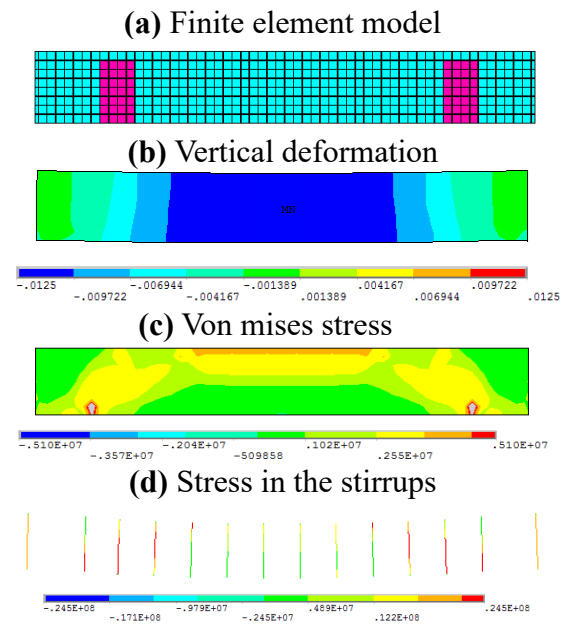 (a) Finite element model
(b) Vertical deformation
MN
-.0125 -.009722 -.006944 -.004167 -.001389 .001389 .004167 .006944 .009722 .0125
(c) Von mises stress
-.510E+07 -.357E+07 -.204E+07 -509858 .102E+07 .255E+07 .510E+07
(d) Stress in the stirrups
-.245E+08 -.171E+08 -.979E+07 -.245E+07 .489E+07 .122E+08 .245E+08